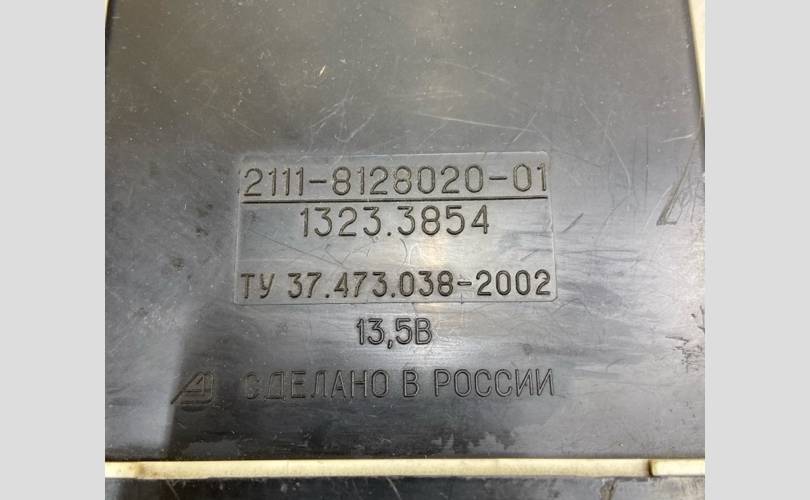 2111-8128020-01
1323.3854
ТУ 37.473.038-2002
13,5В
СДЕЛАНО В РОССИИ